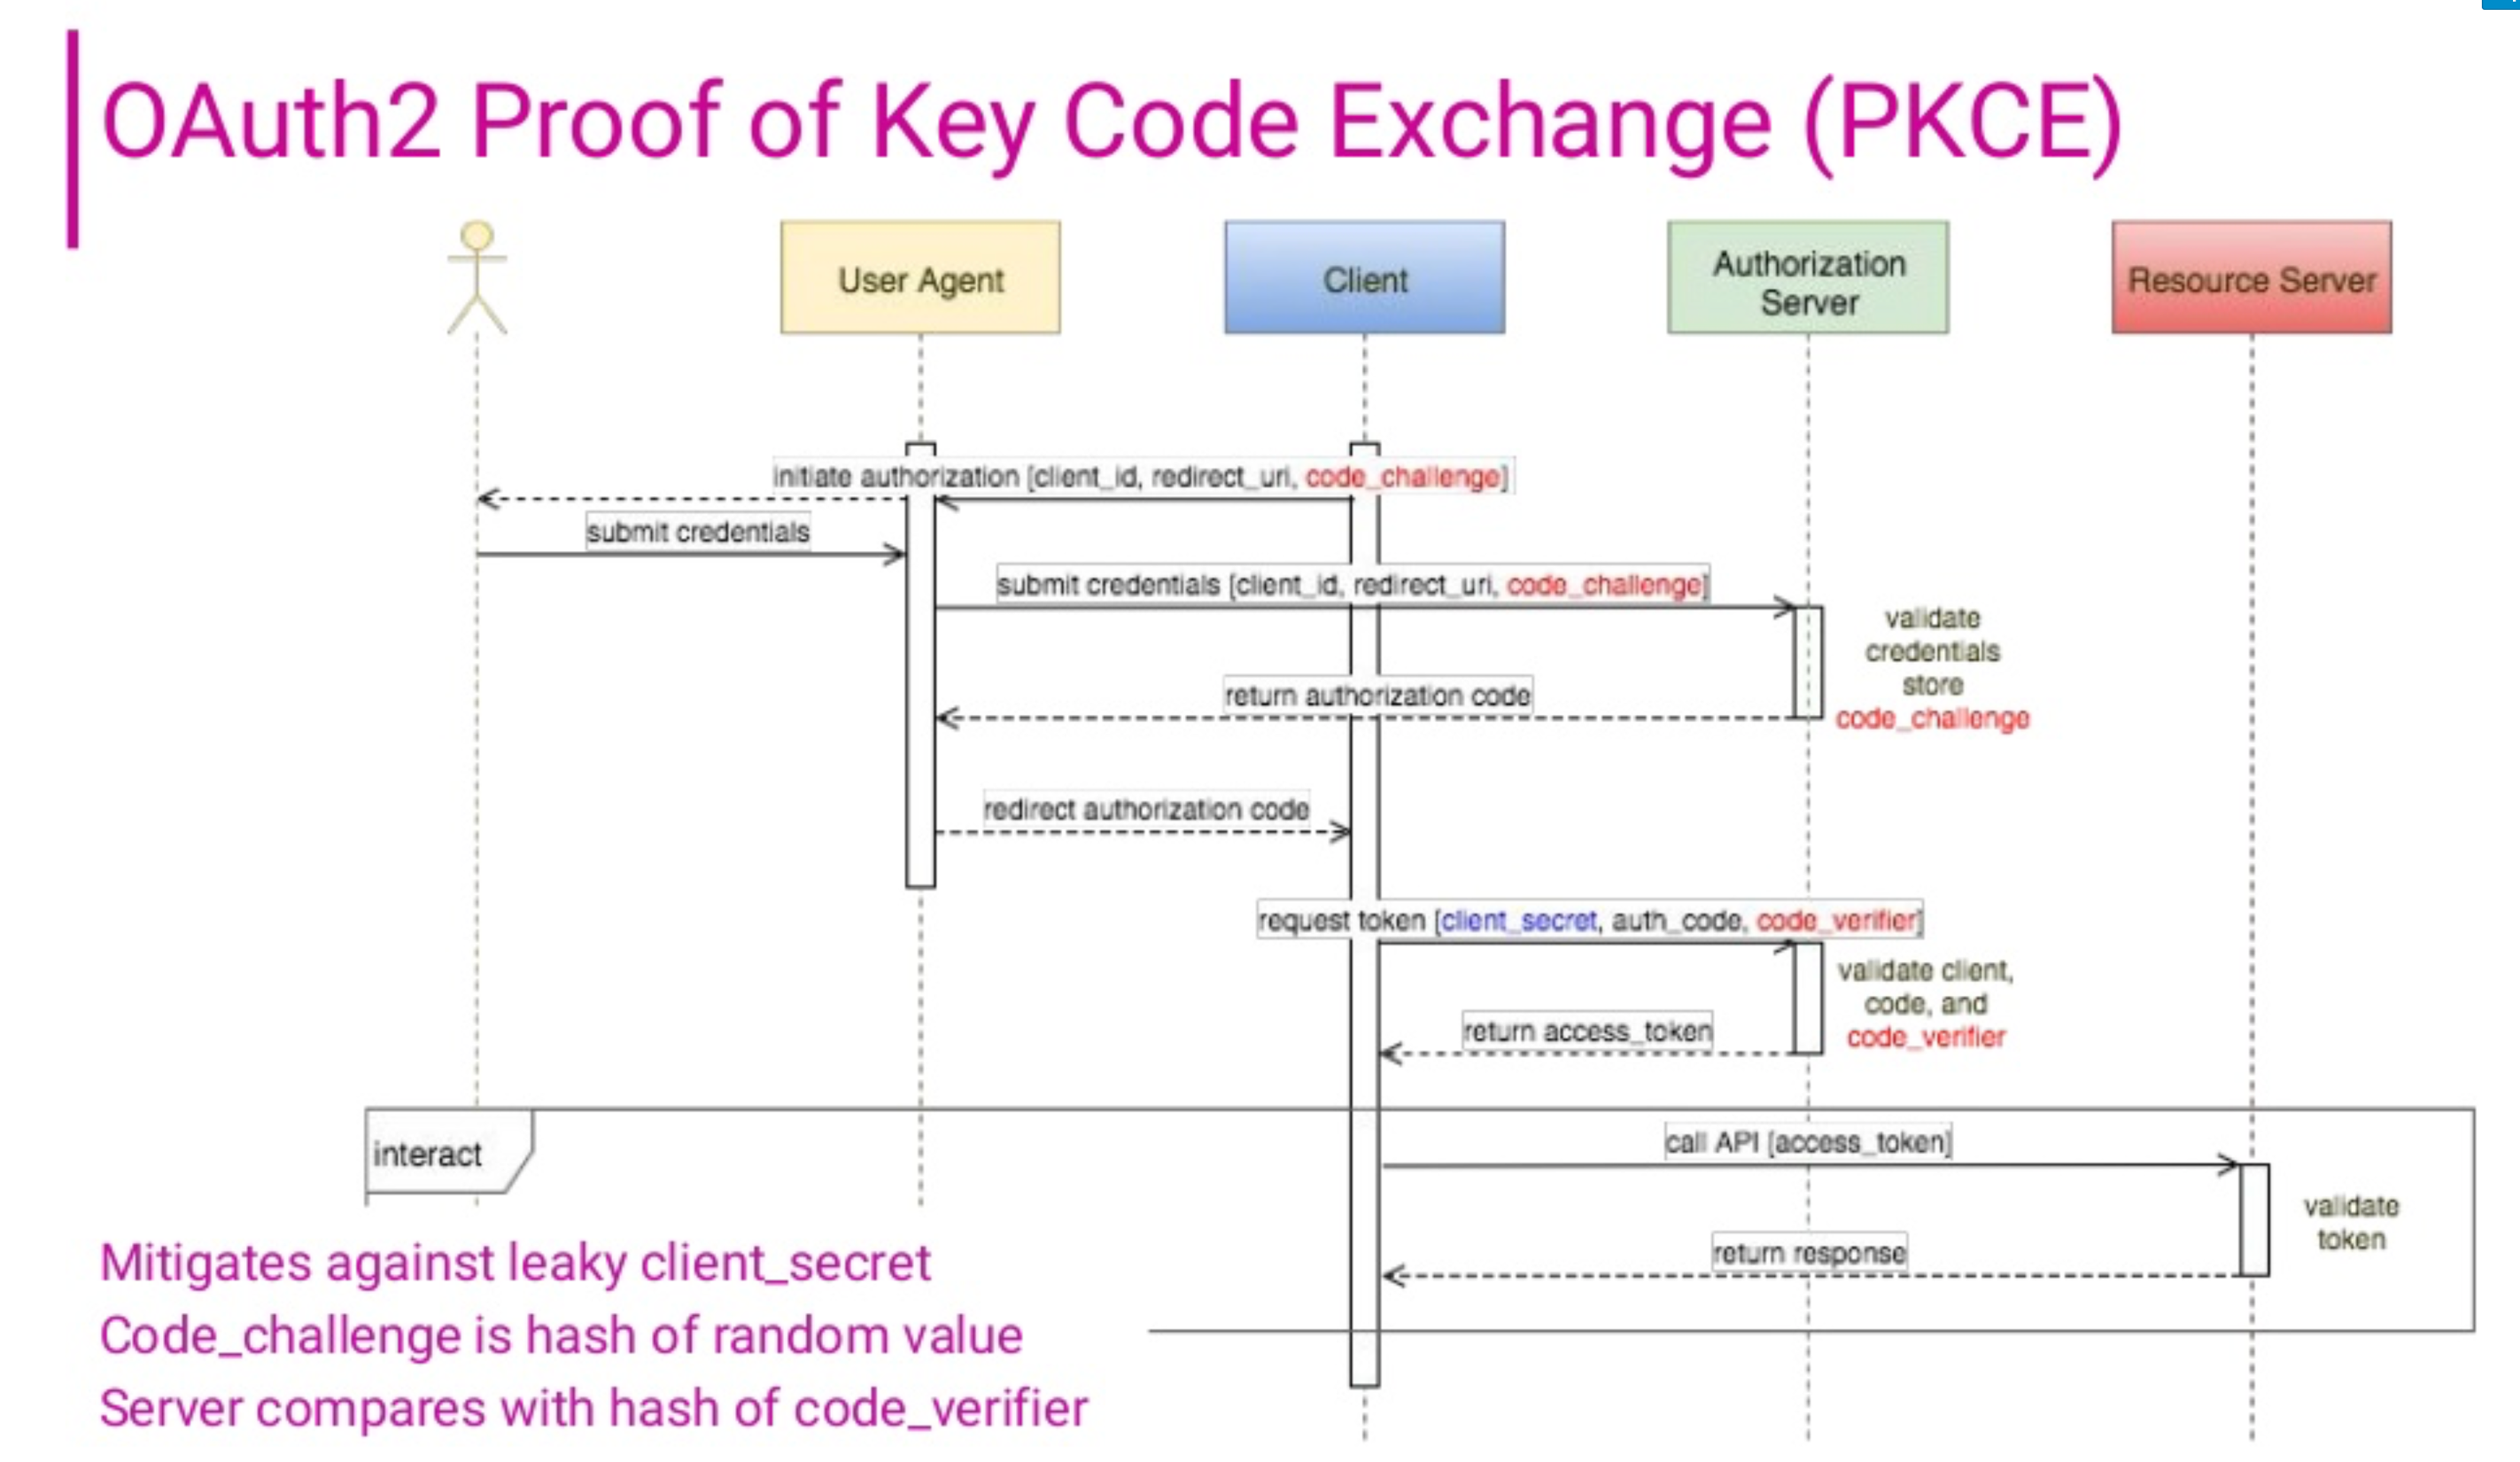 OAuth2 Proof of Key Code Exchange (PKCE)
User Agent
Client
Authorization
Server
Resource Server
initiate authorization [client_id, redirect_uri, code_challenge]
submit credentials
submit credentials [client_id, redirect_uri, code_challenge]
validate
credentials
store
code_challenge
return authorization code
redirect authorization code
request token [client_secret, auth_code, code_verifier]
validate client,
code, and
code_verifier
return access_token
interact
call API [access_token]
validate
token
return response
Mitigates against leaky client_secret
Code_challenge is hash of random value
Server compares with hash of code_verifier